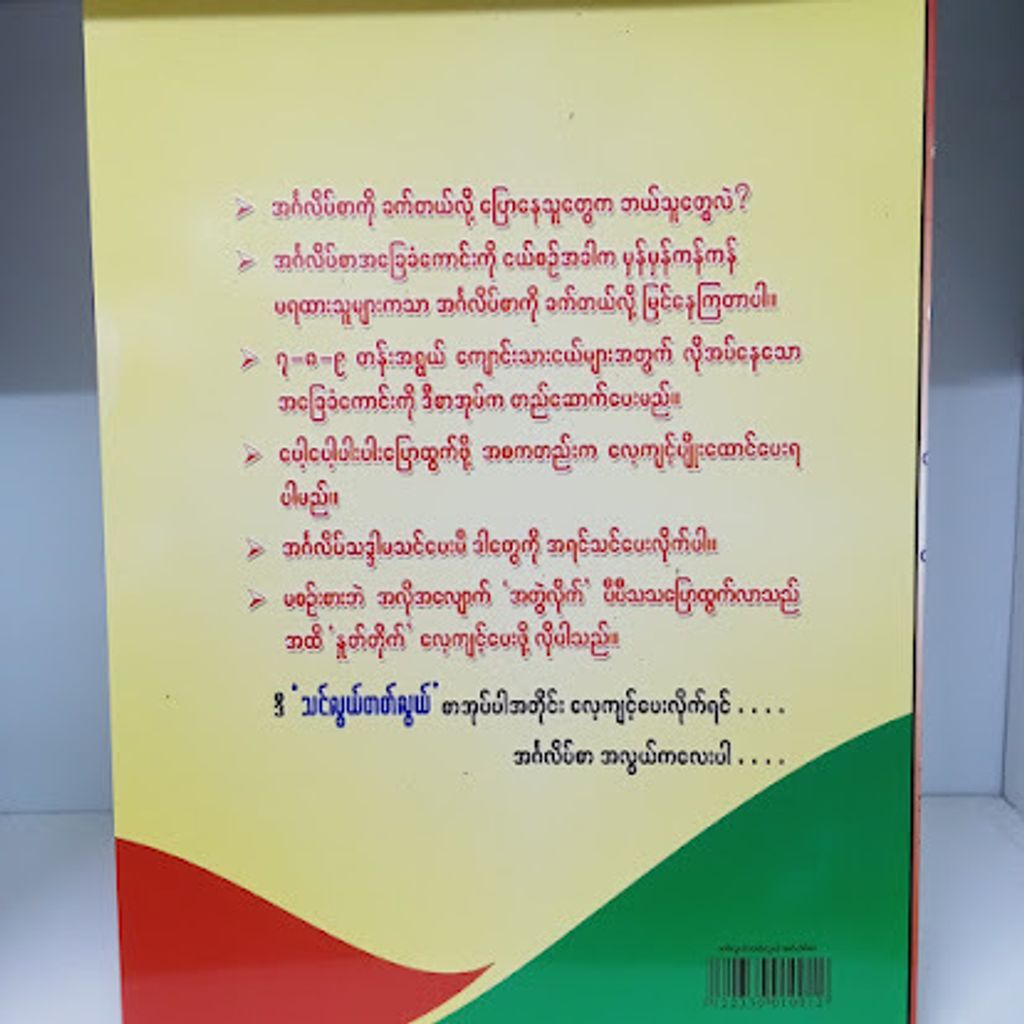 ➢ အင်္ဂလိပ်စာကို ခက်တယ်လို့ ပြောနေသူတွေက ဘယ်သူတွေလဲ?
➢ အင်္ဂလိပ်စာအခြေခံကောင်းကို ငယ်စဉ်အခါက မှန်မှန်ကန်ကန်
မရထားသူများကသာ အင်္ဂလိပ်စာကို ခက်တယ်လို့ မြင်နေကြတာပါ။
➢ ၇-၈-၉ တန်းအရွယ် ကျောင်းသားငယ်များအတွက် လိုအပ်နေသော
အခြေခံကောင်းကို ဒီစာအုပ်က တည်ဆောက်ပေးမည်။
➢ ပေါ့ပေါ့ပါးပါးပြောထွက်ဖို့ အစကတည်းက လေ့ကျင့်ပျိုးထောင်ပေးရ
ပါမည်။
➢ အင်္ဂလိပ်သဒ္ဒါမသင်ပေးမီ ဒါတွေကို အရင်သင်ပေးလိုက်ပါ။
➢ မစဉ်းစားဘဲ အလိုအလျောက် 'အတွဲလိုက်' ပီပီသသပြောထွက်လာသည်
အထိ 'နှုတ်တိုက်' လေ့ကျင့်ပေးဖို့ လိုပါသည်။
ဒီ "သင်လွယ်တတ်လွယ်" စာအုပ်ပါအတိုင်း လေ့ကျင့်ပေးလိုက်ရင် . . . .
အင်္ဂလိပ်စာ အလွယ်ကလေးပါ . . . .